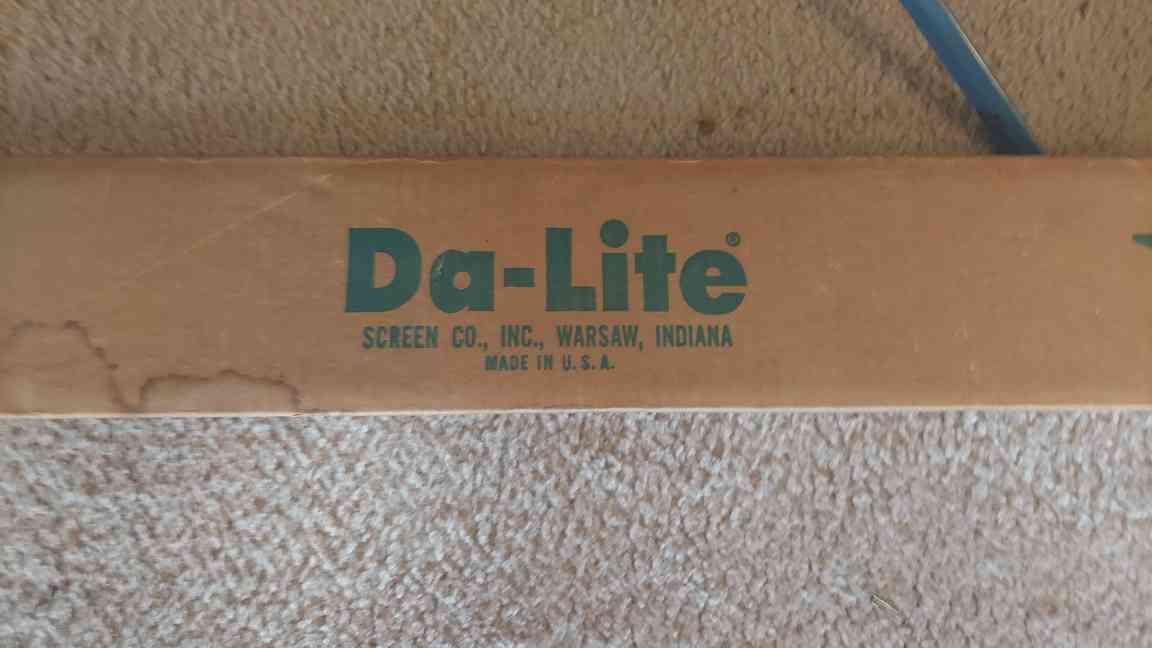 Da-Lite®
SCREEN CO., INC., WARSAW, INDIANA
MADE IN U.S.A.